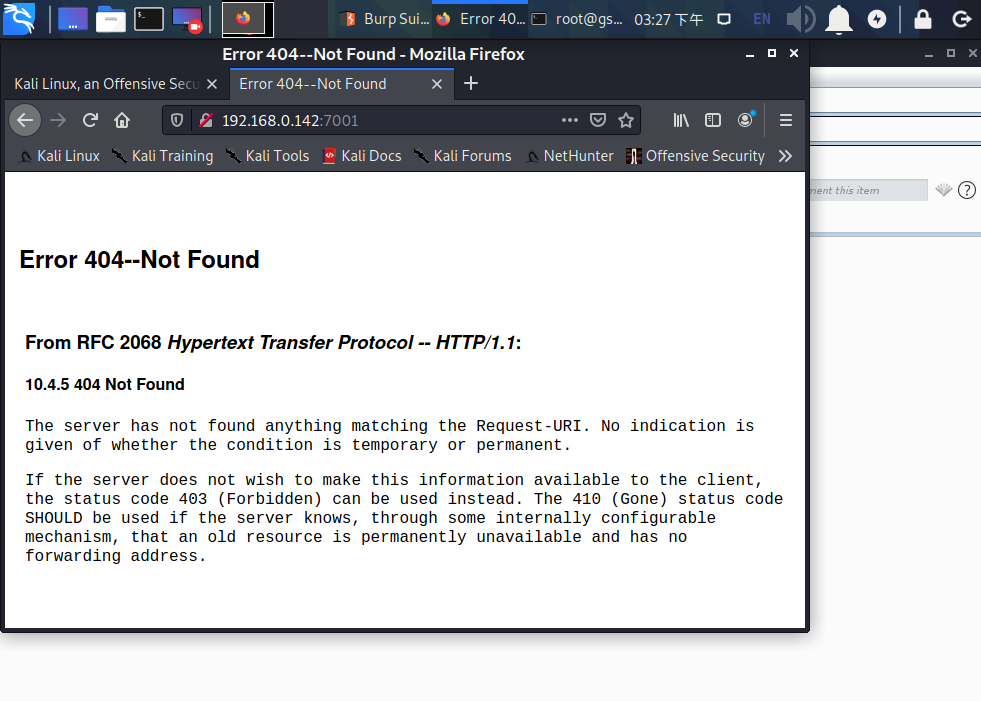 Burp Sui...
Error 40...
root@gs...
03:27 下午
EN
Error 404--Not Found - Mozilla Firefox
Kali Linux, an Offensive Secu
Error 404--Not Found
192.168.0.142:7001
Kali Linux
Kali Training
Kali Tools
Kali Docs
Kali Forums
NetHunter
Offensive Security
ment this item
Error 404--Not Found
From RFC 2068 Hypertext Transfer Protocol -- HTTP/1.1:
10.4.5 404 Not Found
The server has not found anything matching the Request-URI. No indication is
given of whether the condition is temporary or permanent.
If the server does not wish to make this information available to the client,
the status code 403 (Forbidden) can be used instead. The 410 (Gone) status code
SHOULD be used if the server knows, through some internally configurable
mechanism, that an old resource is permanently unavailable and has no
forwarding address.